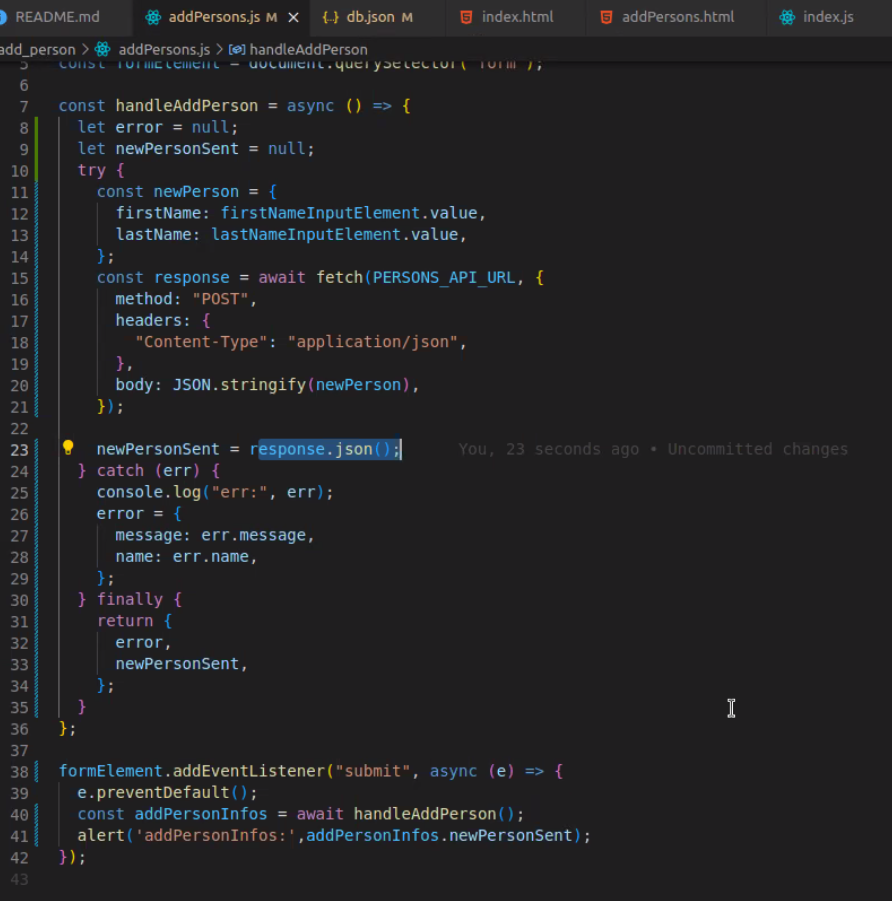 README.md addPersons.js M db.json M index.html addPersons.html index.js
add_person > addPersons.js > handleAddPerson
5 const formElement = document.querySelector("form");
6
7 const handleAddPerson = async () => {
8 let error = null;
9 let newPersonSent = null;
10 try {
11 const newPerson = {
12 firstName: firstNameInputElement.value,
13 lastName: lastNameInputElement.value,
14 };
15 const response = await fetch(PERSONS_API_URL, {
16 method: "POST",
17 headers: {
18 "Content-Type": "application/json",
19 },
20 body: JSON.stringify(newPerson),
21 });
22
23 newPersonSent = response.json(); You, 23 seconds ago • Uncommitted changes
24 } catch (err) {
25 console.log("err:", err);
26 error = {
27 message: err.message,
28 name: err.name,
29 };
30 } finally {
31 return {
32 error,
33 newPersonSent,
34 };
35 }
36 };
37
38 formElement.addEventListener("submit", async (e) => {
39 e.preventDefault();
40 const addPersonInfos = await handleAddPerson();
41 alert('addPersonInfos:',addPersonInfos.newPersonSent);
42 });
43